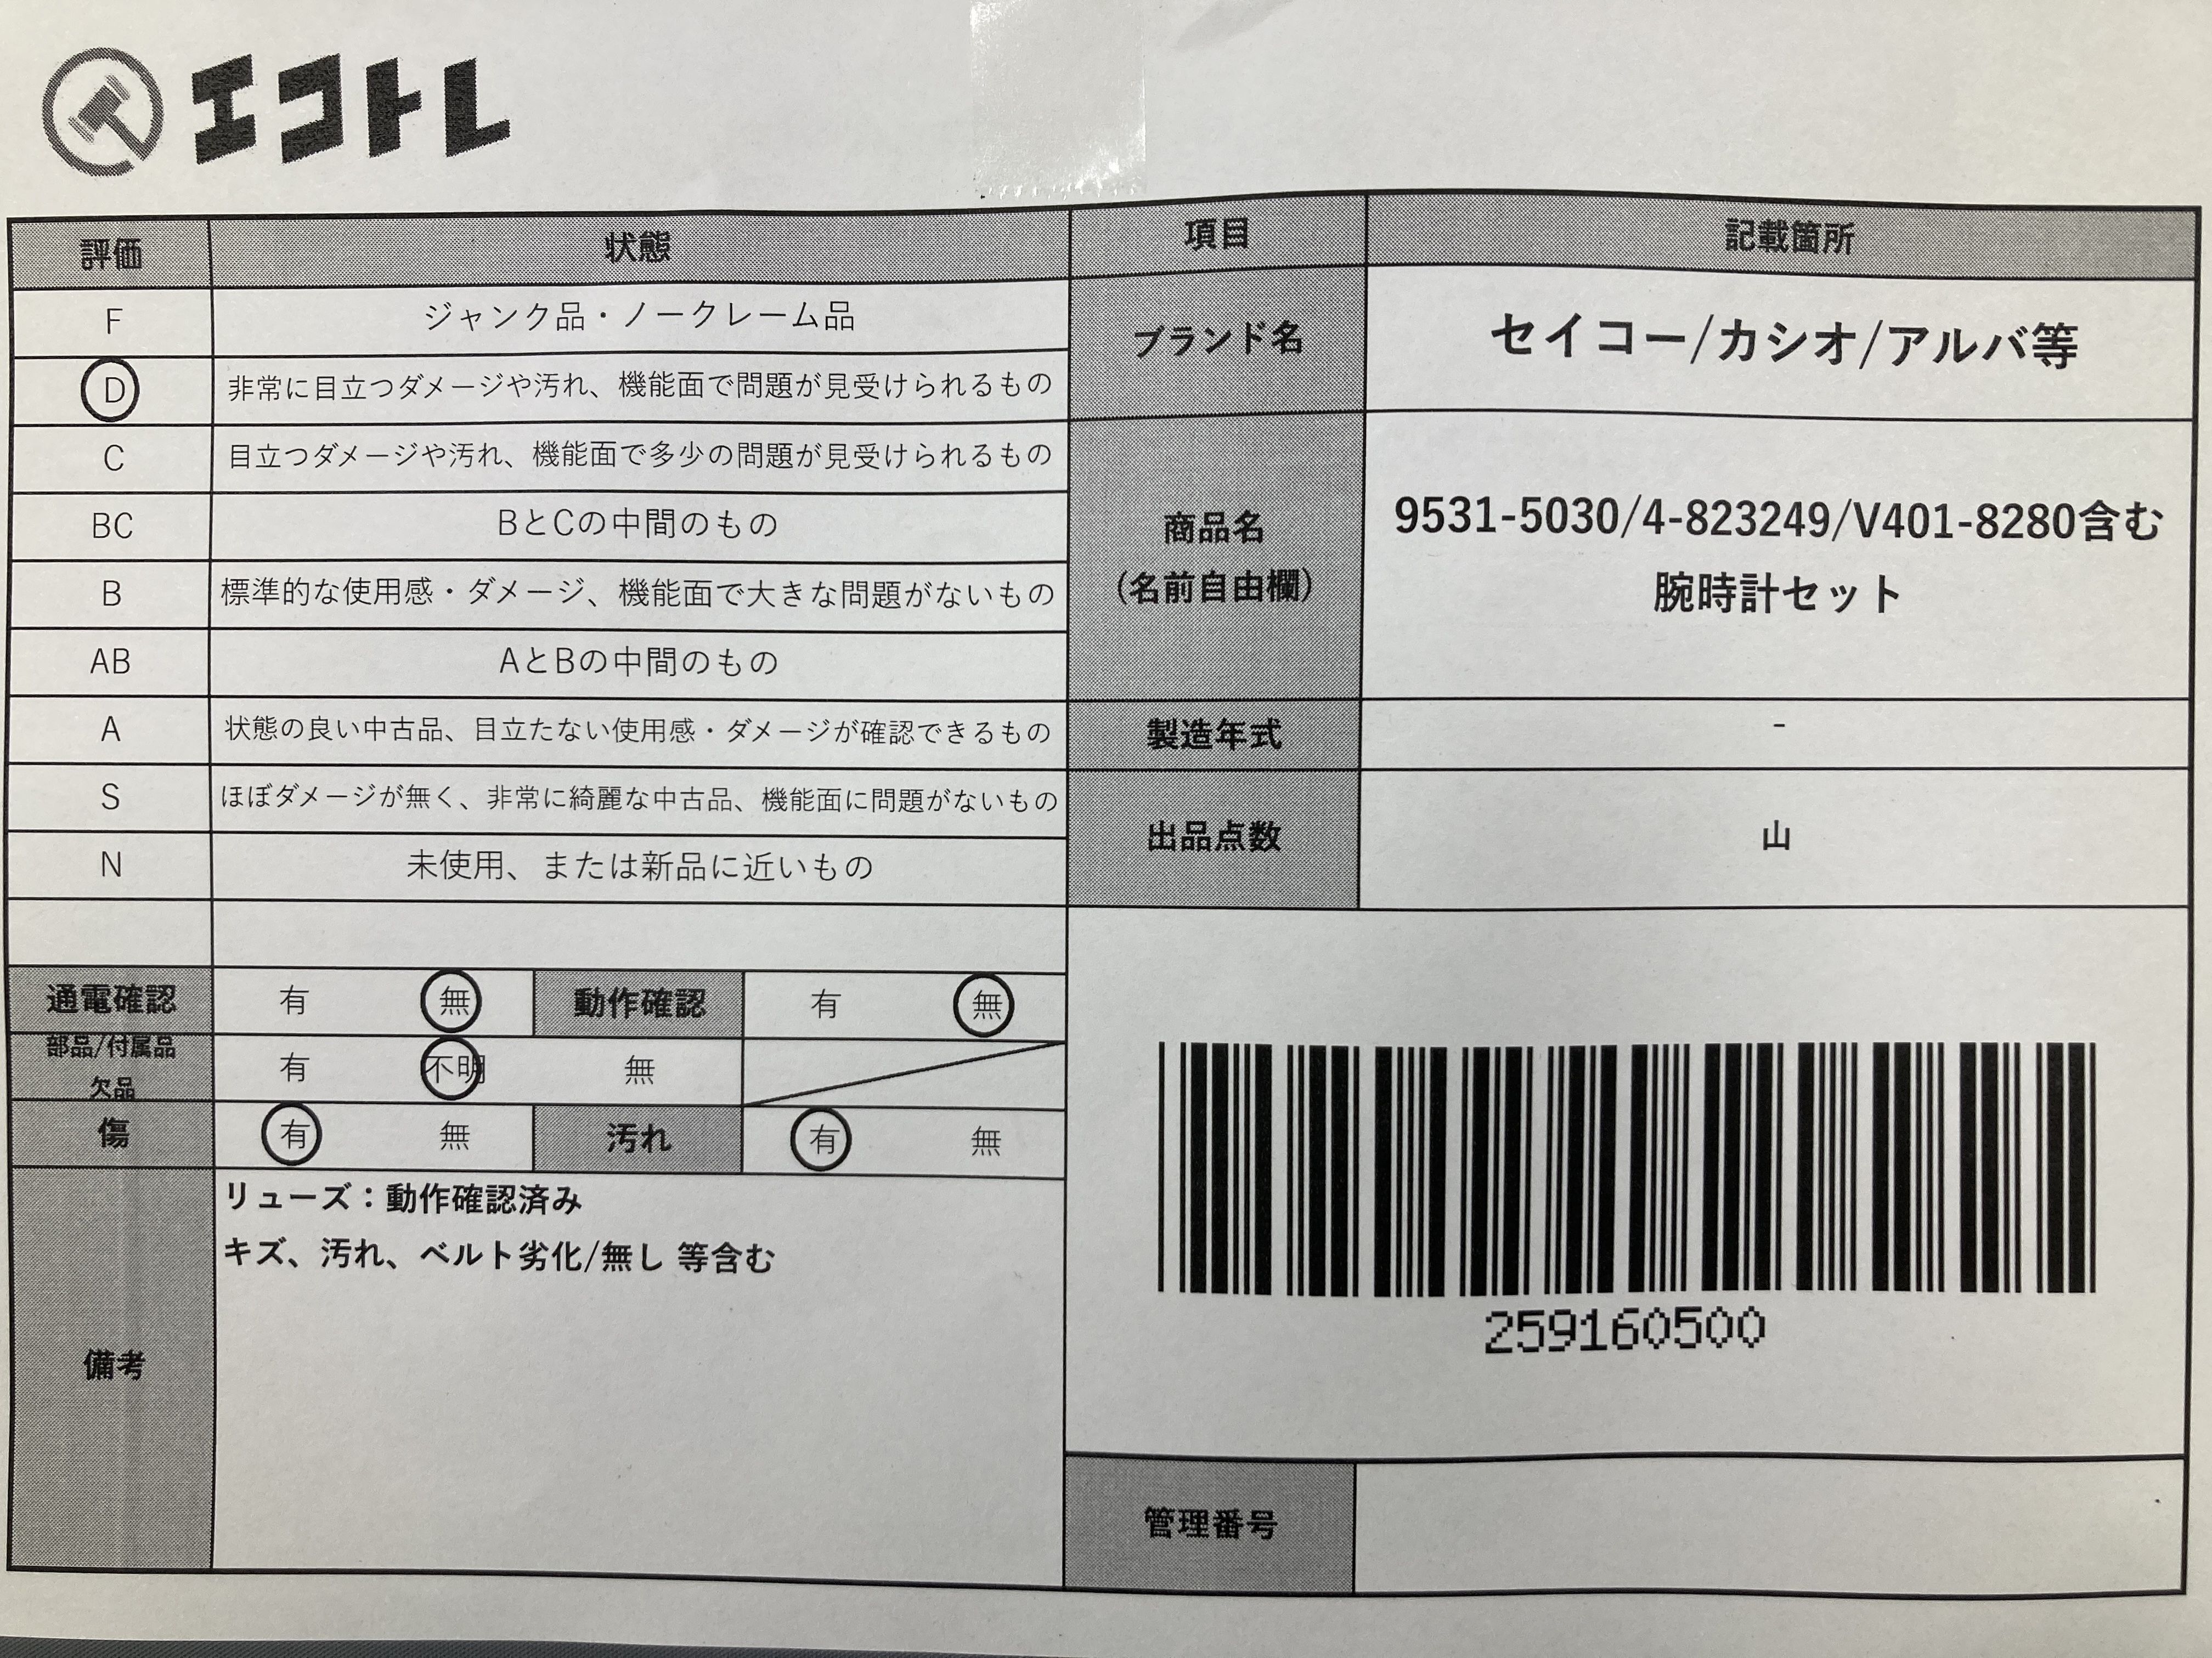 エコトレ
評価 状態
F ジャンク品・ノークレーム品
D 非常に目立つダメージや汚れ、機能面で問題が見受けられるもの
C 目立つダメージや汚れ、機能面で多少の問題が見受けられるもの
BC BとCの中間のもの
B 標準的な使用感・ダメージ、機能面で大きな問題がないもの
AB AとBの中間のもの
A 状態の良い中古品、目立たない使用感・ダメージが確認できるもの
S ほぼダメージが無く、非常に綺麗な中古品、機能面に問題がないもの
N 未使用、または新品に近いもの
通電確認 有 無 動作確認 有 無
部品/付属品
欠品 有 不明 無
傷 有 無 汚れ 有 無
備考
リューズ：動作確認済み
キズ、汚れ、ベルト劣化/無し 等含む
項目 記載箇所
ブランド名 セイコー/カシオ/アルバ等
商品名
（名前自由欄）
9531-5030/4-823249/V401-8280含む
腕時計セット
製造年式 -
出品点数 山
259160500
管理番号